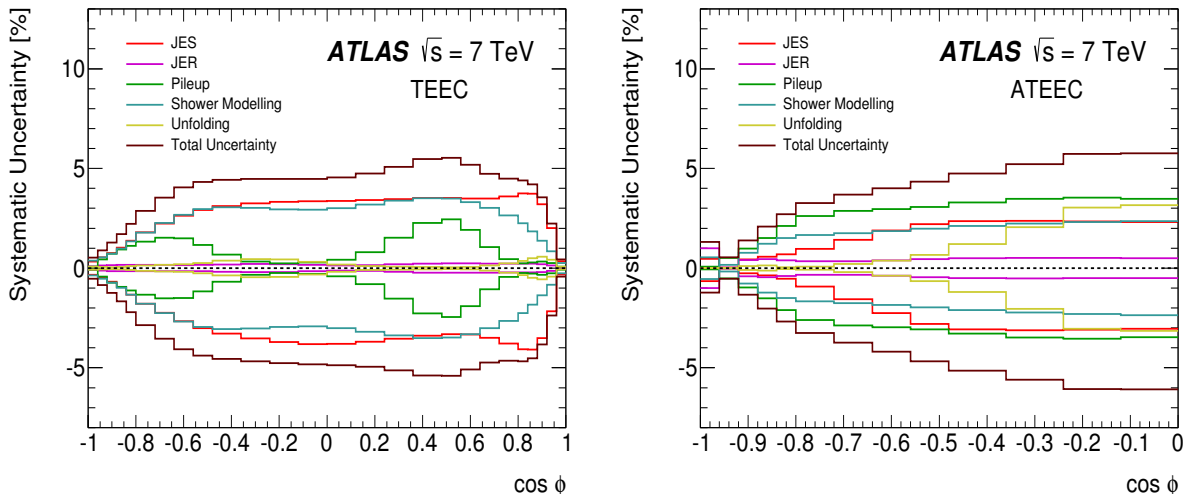 Systematic Uncertainty [%]
10
5
0
-5
JES
JER
Pileup
Shower Modelling
Unfolding
Total Uncertainty
ATLAS √s = 7 TeV
TEEC
-1 -0.8 -0.6 -0.4 -0.2 0 0.2 0.4 0.6 0.8 1
cos ϕ
Systematic Uncertainty [%]
10
5
0
-5
JES
JER
Pileup
Shower Modelling
Unfolding
Total Uncertainty
ATLAS √s = 7 TeV
ATEEC
-1 -0.9 -0.8 -0.7 -0.6 -0.5 -0.4 -0.3 -0.2 -0.1 0
cos ϕ